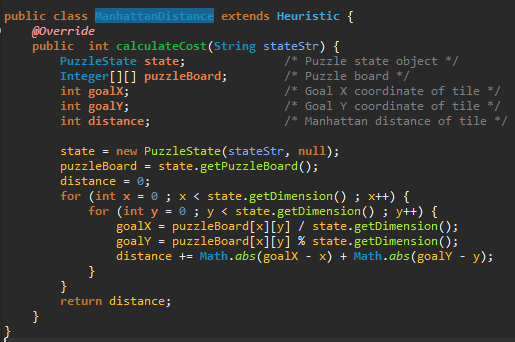 public class ManhattanDistance extends Heuristic {
    @Override
    public  int calculateCost(String stateStr) {
        PuzzleState state;              /* Puzzle state object */
        Integer[][] puzzleBoard;        /* Puzzle board */
        int goalX;                      /* Goal X coordinate of tile */
        int goalY;                      /* Goal Y coordinate of tile */
        int distance;                   /* Manhattan distance of tile */

        state = new PuzzleState(stateStr, null);
        puzzleBoard = state.getPuzzleBoard();
        distance = 0;
        for (int x = 0 ; x < state.getDimension() ; x++) {
            for (int y = 0 ; y < state.getDimension() ; y++) {
                goalX = puzzleBoard[x][y] / state.getDimension();
                goalY = puzzleBoard[x][y] % state.getDimension();
                distance += Math.abs(goalX - x) + Math.abs(goalY - y);
            }
        }
        return distance;
    }
}